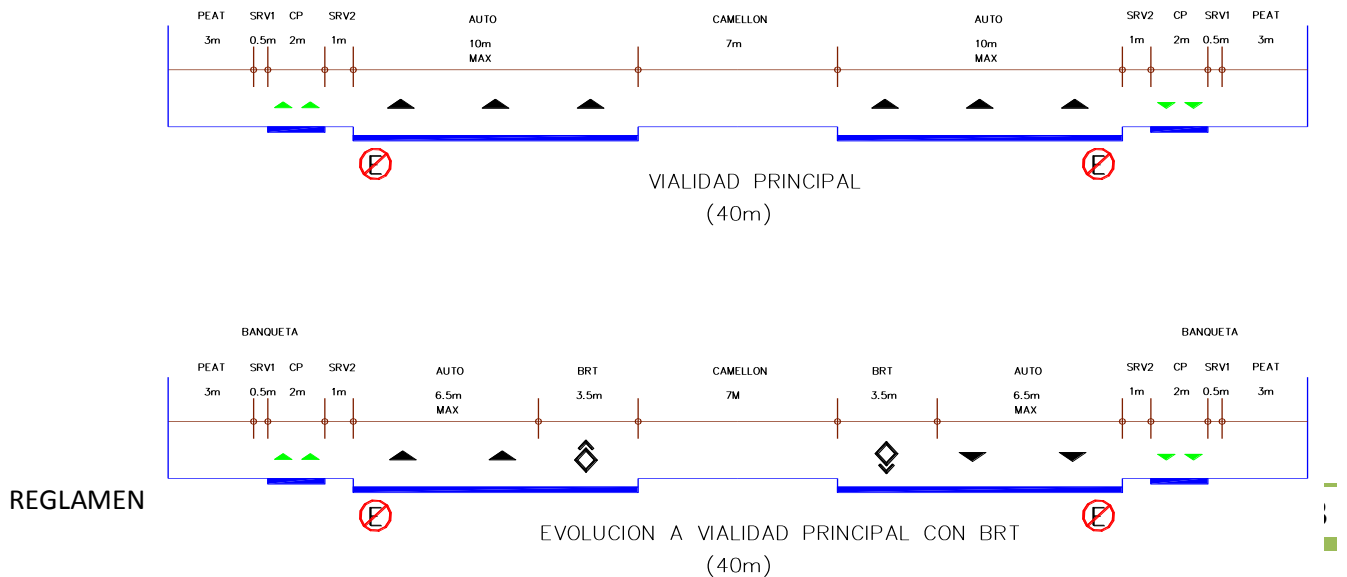 PEAT SRV1 CP SRV2 AUTO CAMELLON AUTO SRV2 CP SRV1 PEAT
3m 0.5m 2m 1m 10m 7m 10m 1m 2m 0.5m 3m
MAX MAX
E E
VIALIDAD PRINCIPAL
(40m)
BANQUETA BANQUETA
PEAT SRV1 CP SRV2 AUTO BRT CAMELLON BRT AUTO SRV2 CP SRV1 PEAT
3m 0.5m 2m 1m 6.5m 3.5m 7M 3.5m 6.5m 1m 2m 0.5m 3m
MAX MAX
REGLAMEN
E E
EVOLUCION A VIALIDAD PRINCIPAL CON BRT
(40m)